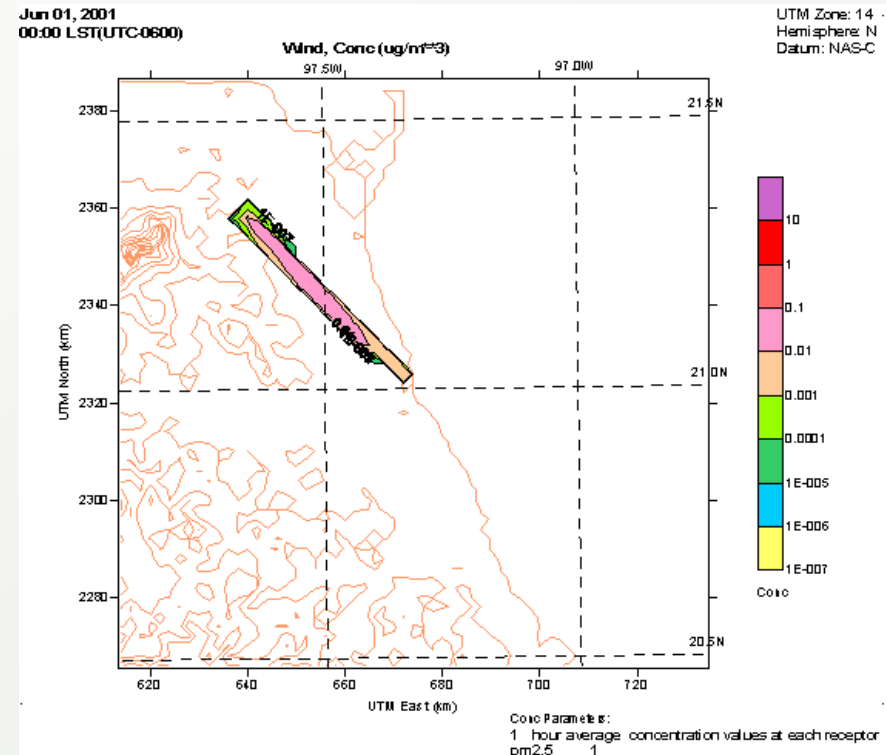 Jun 01, 2001
00:00 LST(UTC-0600)
UTM Zone: 14
Hemisphere: N
Datum: NAS-C
Wind, Conc (ug/m**3)
97.5W
97.0W
21.5N
21.0N
20.5N
2380
2360
2340
2320
2300
2280
UTM North (km)
620
640
660
680
700
720
UTM East (km)
10
1
0.1
0.01
0.001
0.0001
1E-005
1E-006
1E-007
Conc
Conc Parameters:
1 hour average concentration values at each receptor
pm2.5 1